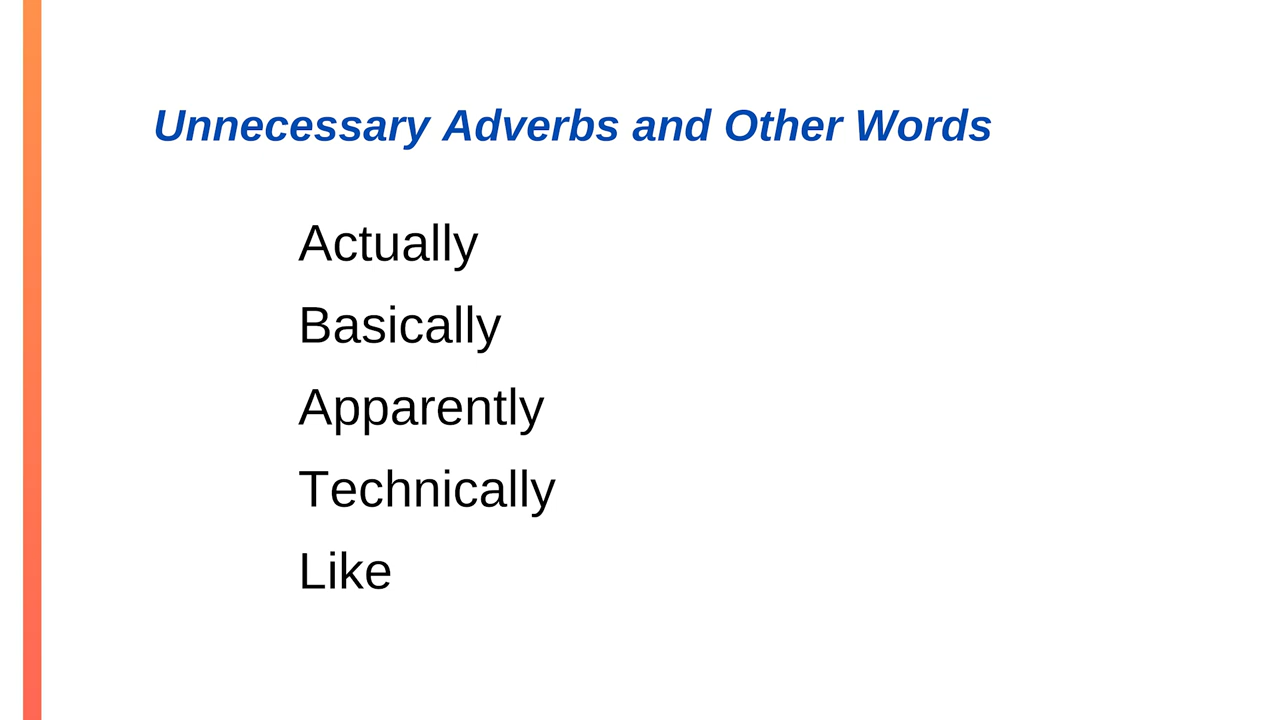 Unnecessary Adverbs and Other Words
Actually
Basically
Apparently
Technically
Like